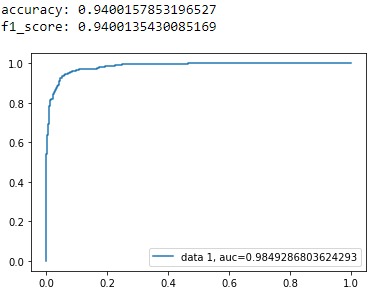 accuracy: 0.9400157853196527
f1_score: 0.9400135430085169
1.0
0.8
0.6
0.4
0.2
0.0
0.0 0.2 0.4 0.6 0.8 1.0
data 1, auc=0.9849286803624293